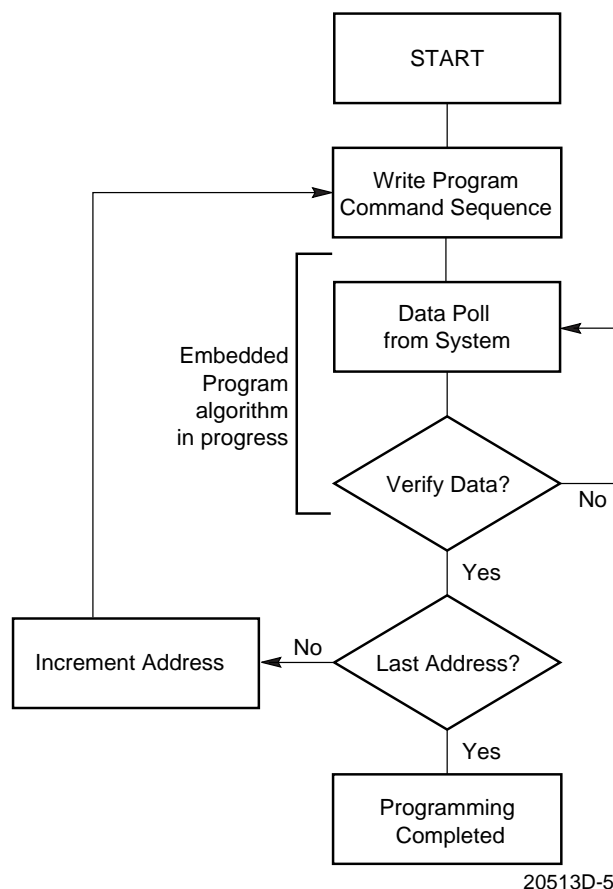 START
Write Program
Command Sequence
Data Poll
from System
Embedded
Program
algorithm
in progress
Verify Data?
No
Yes
No
Increment Address
Last Address?
Yes
Programming
Completed
20513D-5